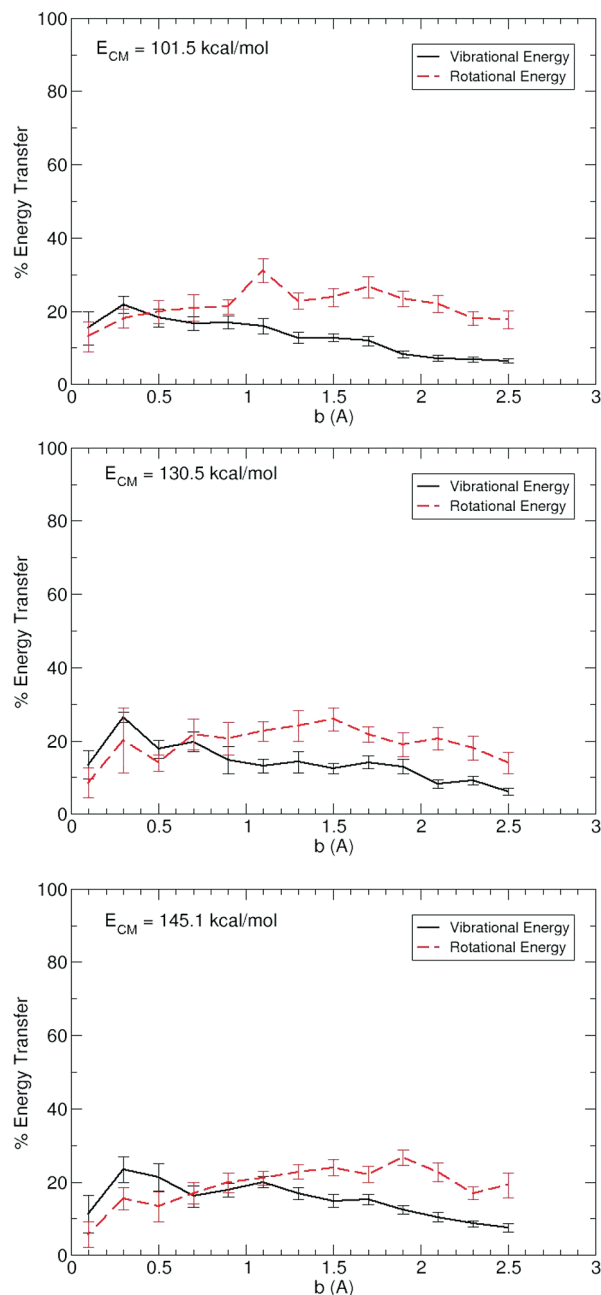 E_CM = 101.5 kcal/mol
Vibrational Energy
Rotational Energy
% Energy Transfer
100
80
60
40
20
0
0 0.5 1 1.5 2 2.5 3
b (A)
E_CM = 130.5 kcal/mol
Vibrational Energy
Rotational Energy
% Energy Transfer
100
80
60
40
20
0
0 0.5 1 1.5 2 2.5 3
b (A)
E_CM = 145.1 kcal/mol
Vibrational Energy
Rotational Energy
% Energy Transfer
100
80
60
40
20
0
0 0.5 1 1.5 2 2.5 3
b (A)